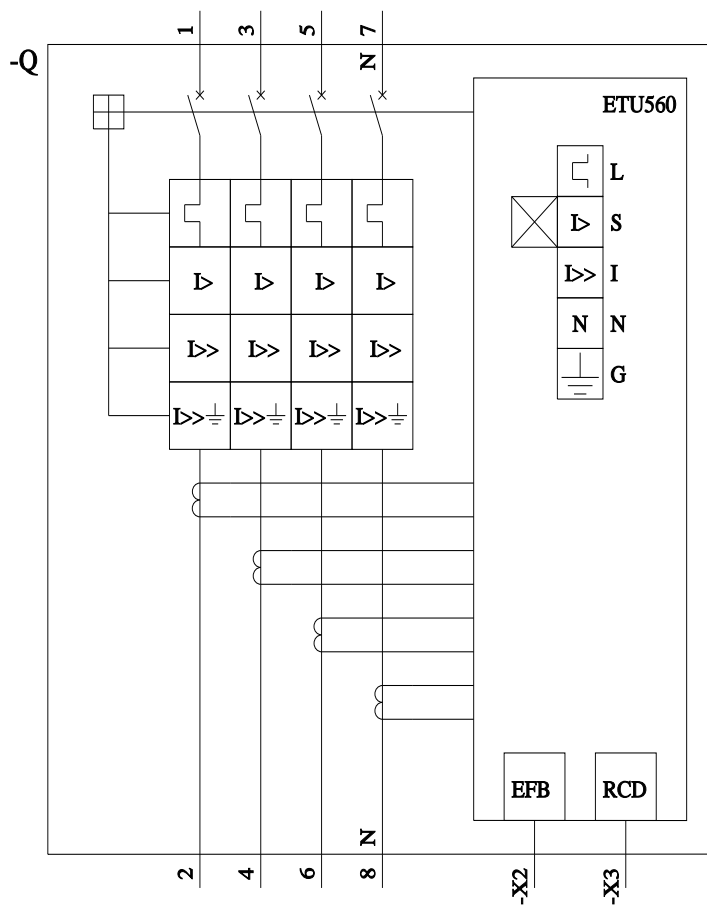 1 3 5 7
N
-Q
ETU560
L
I> I> I> I>
I> S
I>> I
N N
G
I>> I>> I>> I>>
I>> I>> I>> I>>
EFB RCD
N
2 4 6 8 -X2 -X3